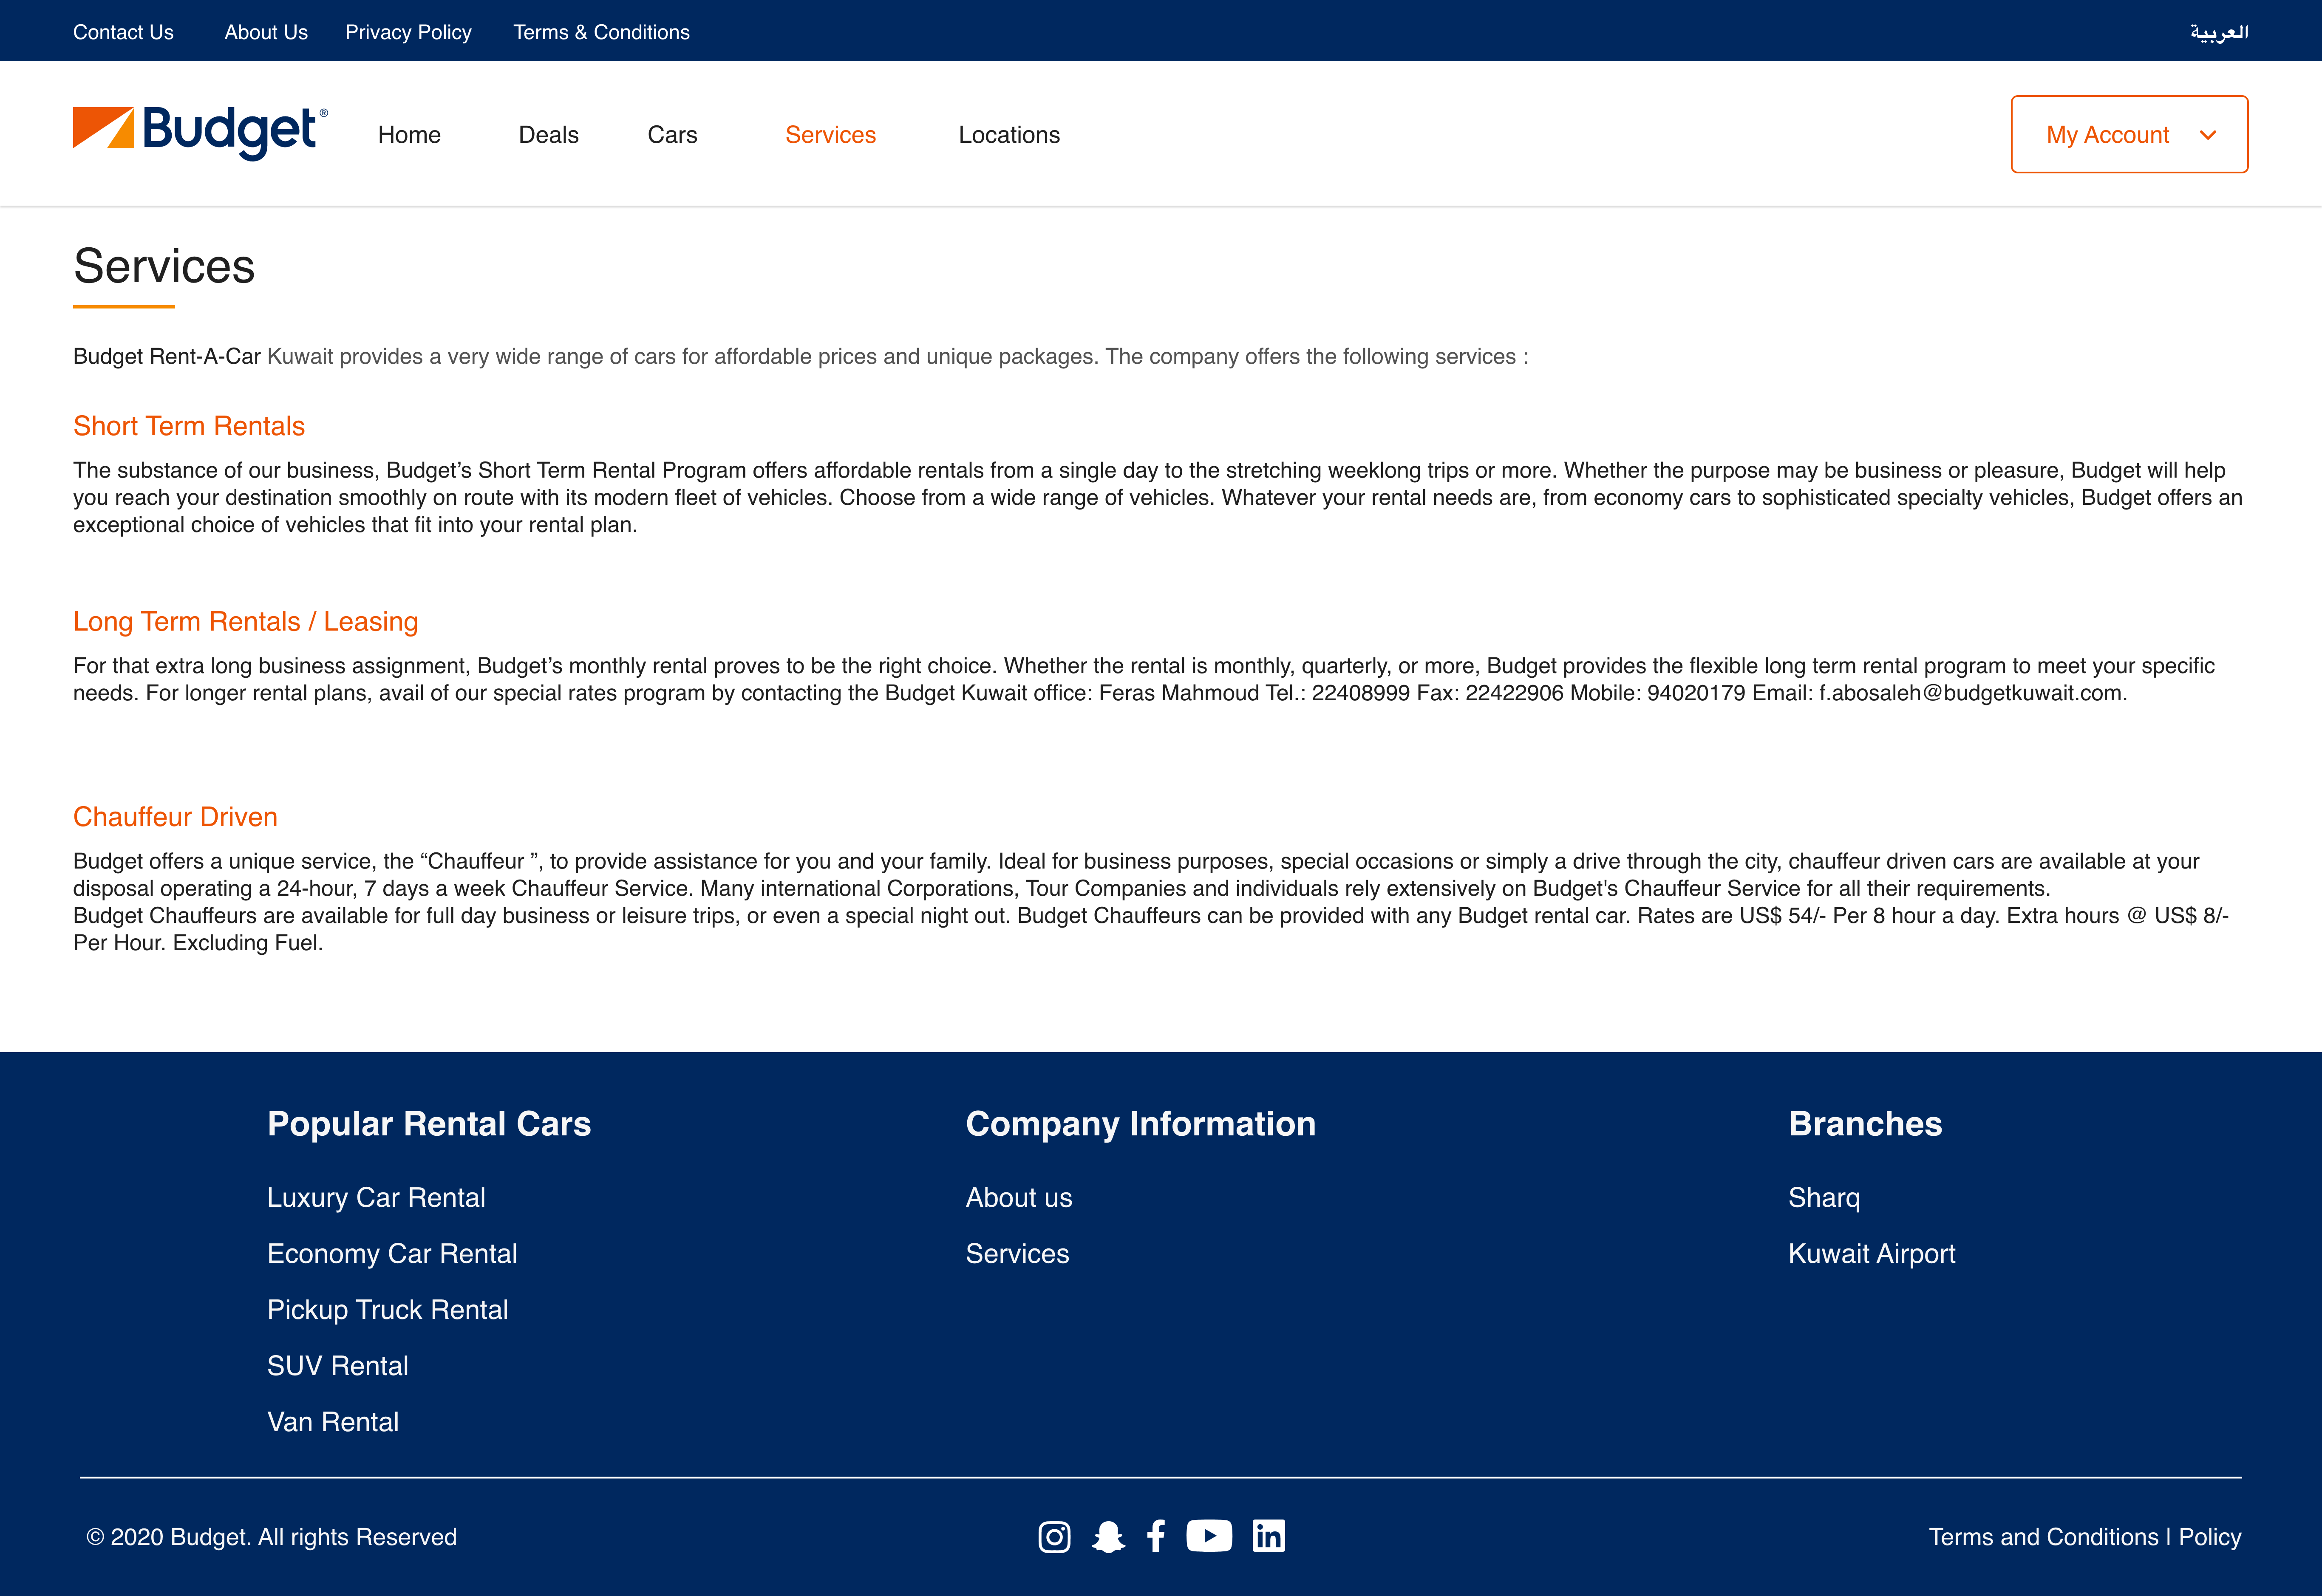 Contact Us About Us Privacy Policy Terms & Conditions العربية
Budget® Home Deals Cars Services Locations My Account
Services
Budget Rent-A-Car Kuwait provides a very wide range of cars for affordable prices and unique packages. The company offers the following services :
Short Term Rentals
The substance of our business, Budget’s Short Term Rental Program offers affordable rentals from a single day to the stretching weeklong trips or more. Whether the purpose may be business or pleasure, Budget will help
you reach your destination smoothly on route with its modern fleet of vehicles. Choose from a wide range of vehicles. Whatever your rental needs are, from economy cars to sophisticated specialty vehicles, Budget offers an
exceptional choice of vehicles that fit into your rental plan.
Long Term Rentals / Leasing
For that extra long business assignment, Budget’s monthly rental proves to be the right choice. Whether the rental is monthly, quarterly, or more, Budget provides the flexible long term rental program to meet your specific
needs. For longer rental plans, avail of our special rates program by contacting the Budget Kuwait office: Feras Mahmoud Tel.: 22408999 Fax: 22422906 Mobile: 94020179 Email: f.abosaleh@budgetkuwait.com.
Chauffeur Driven
Budget offers a unique service, the “Chauffeur ”, to provide assistance for you and your family. Ideal for business purposes, special occasions or simply a drive through the city, chauffeur driven cars are available at your
disposal operating a 24-hour, 7 days a week Chauffeur Service. Many international Corporations, Tour Companies and individuals rely extensively on Budget's Chauffeur Service for all their requirements.
Budget Chauffeurs are available for full day business or leisure trips, or even a special night out. Budget Chauffeurs can be provided with any Budget rental car. Rates are US$ 54/- Per 8 hour a day. Extra hours @ US$ 8/-
Per Hour. Excluding Fuel.
Popular Rental Cars
Luxury Car Rental
Economy Car Rental
Pickup Truck Rental
SUV Rental
Van Rental
Company Information
About us
Services
Branches
Sharq
Kuwait Airport
© 2020 Budget. All rights Reserved
Terms and Conditions | Policy